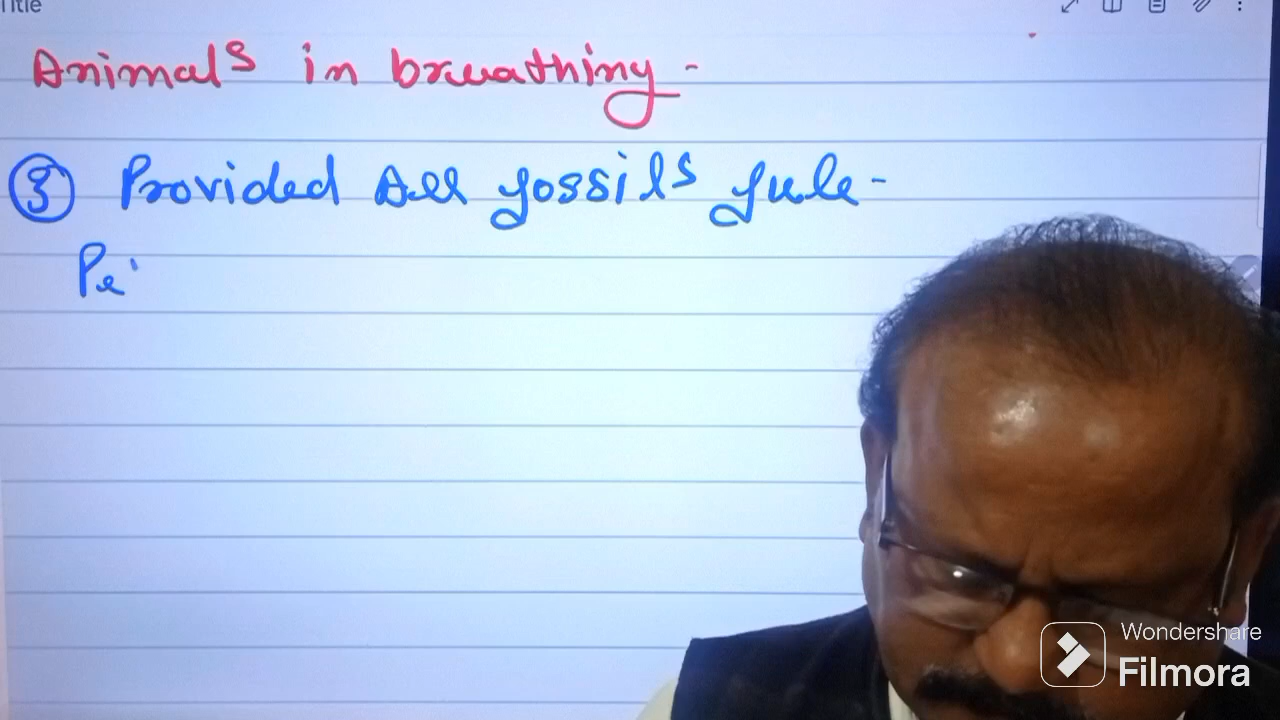 Title
Animals in breathing -
③ Provided All fossils fule -
Pe
Wondershare
Filmora